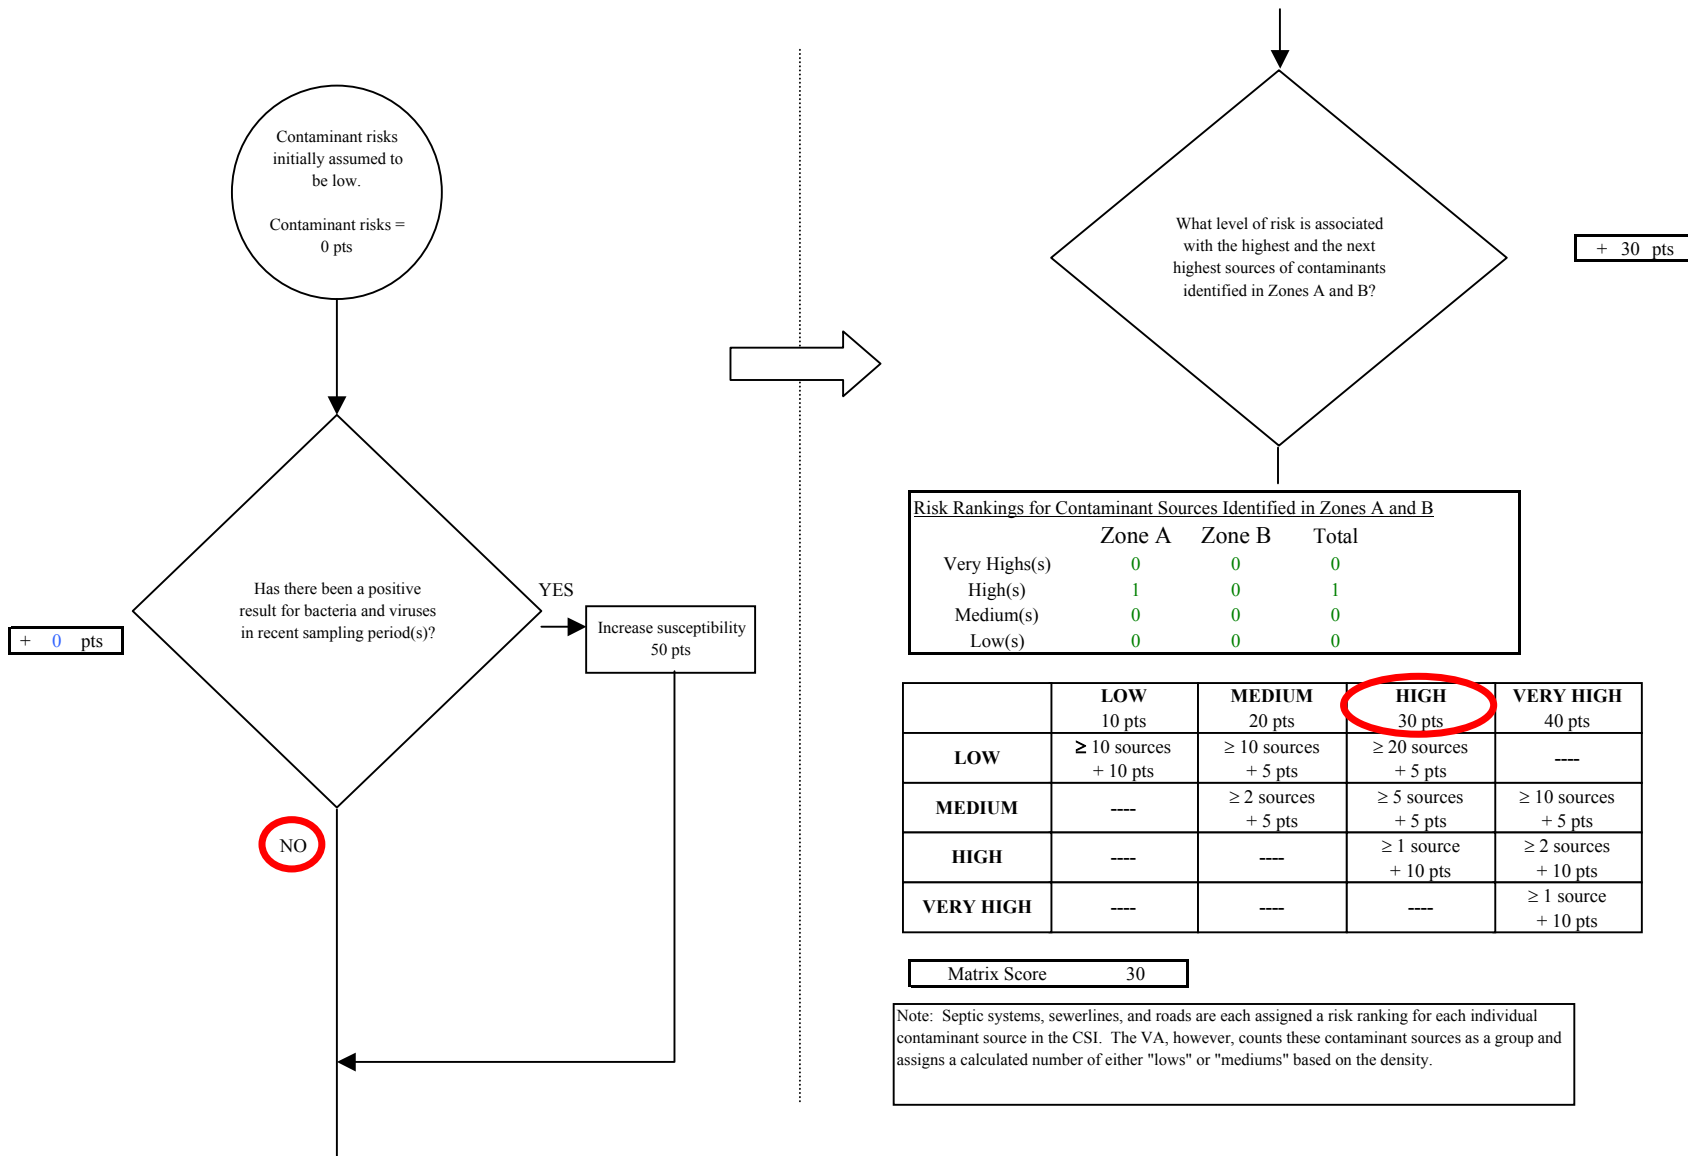 Contaminant risks
initially assumed to
be low.
Contaminant risks =
0 pts
Has there been a positive
result for bacteria and viruses
in recent sampling period(s)?
YES
+ 0 pts
Increase susceptibility
50 pts
NO
What level of risk is associated
with the highest and the next
highest sources of contaminants
identified in Zones A and B?
+ 30 pts
Risk Rankings for Contaminant Sources Identified in Zones A and B
Zone A Zone B Total
Very Highs(s) 0 0 0
High(s) 1 0 1
Medium(s) 0 0 0
Low(s) 0 0 0
LOW MEDIUM HIGH VERY HIGH
10 pts 20 pts 30 pts 40 pts
LOW ≥ 10 sources ≥ 10 sources ≥ 20 sources ----
+ 10 pts + 5 pts + 5 pts
MEDIUM ---- ≥ 2 sources ≥ 5 sources ≥ 10 sources
+ 5 pts + 5 pts + 5 pts
HIGH ---- ---- ≥ 1 source ≥ 2 sources
+ 10 pts + 10 pts
VERY HIGH ---- ---- ---- ≥ 1 source
+ 10 pts
Matrix Score 30
Note: Septic systems, sewerlines, and roads are each assigned a risk ranking for each individual
contaminant source in the CSI. The VA, however, counts these contaminant sources as a group and
assigns a calculated number of either "lows" or "mediums" based on the density.